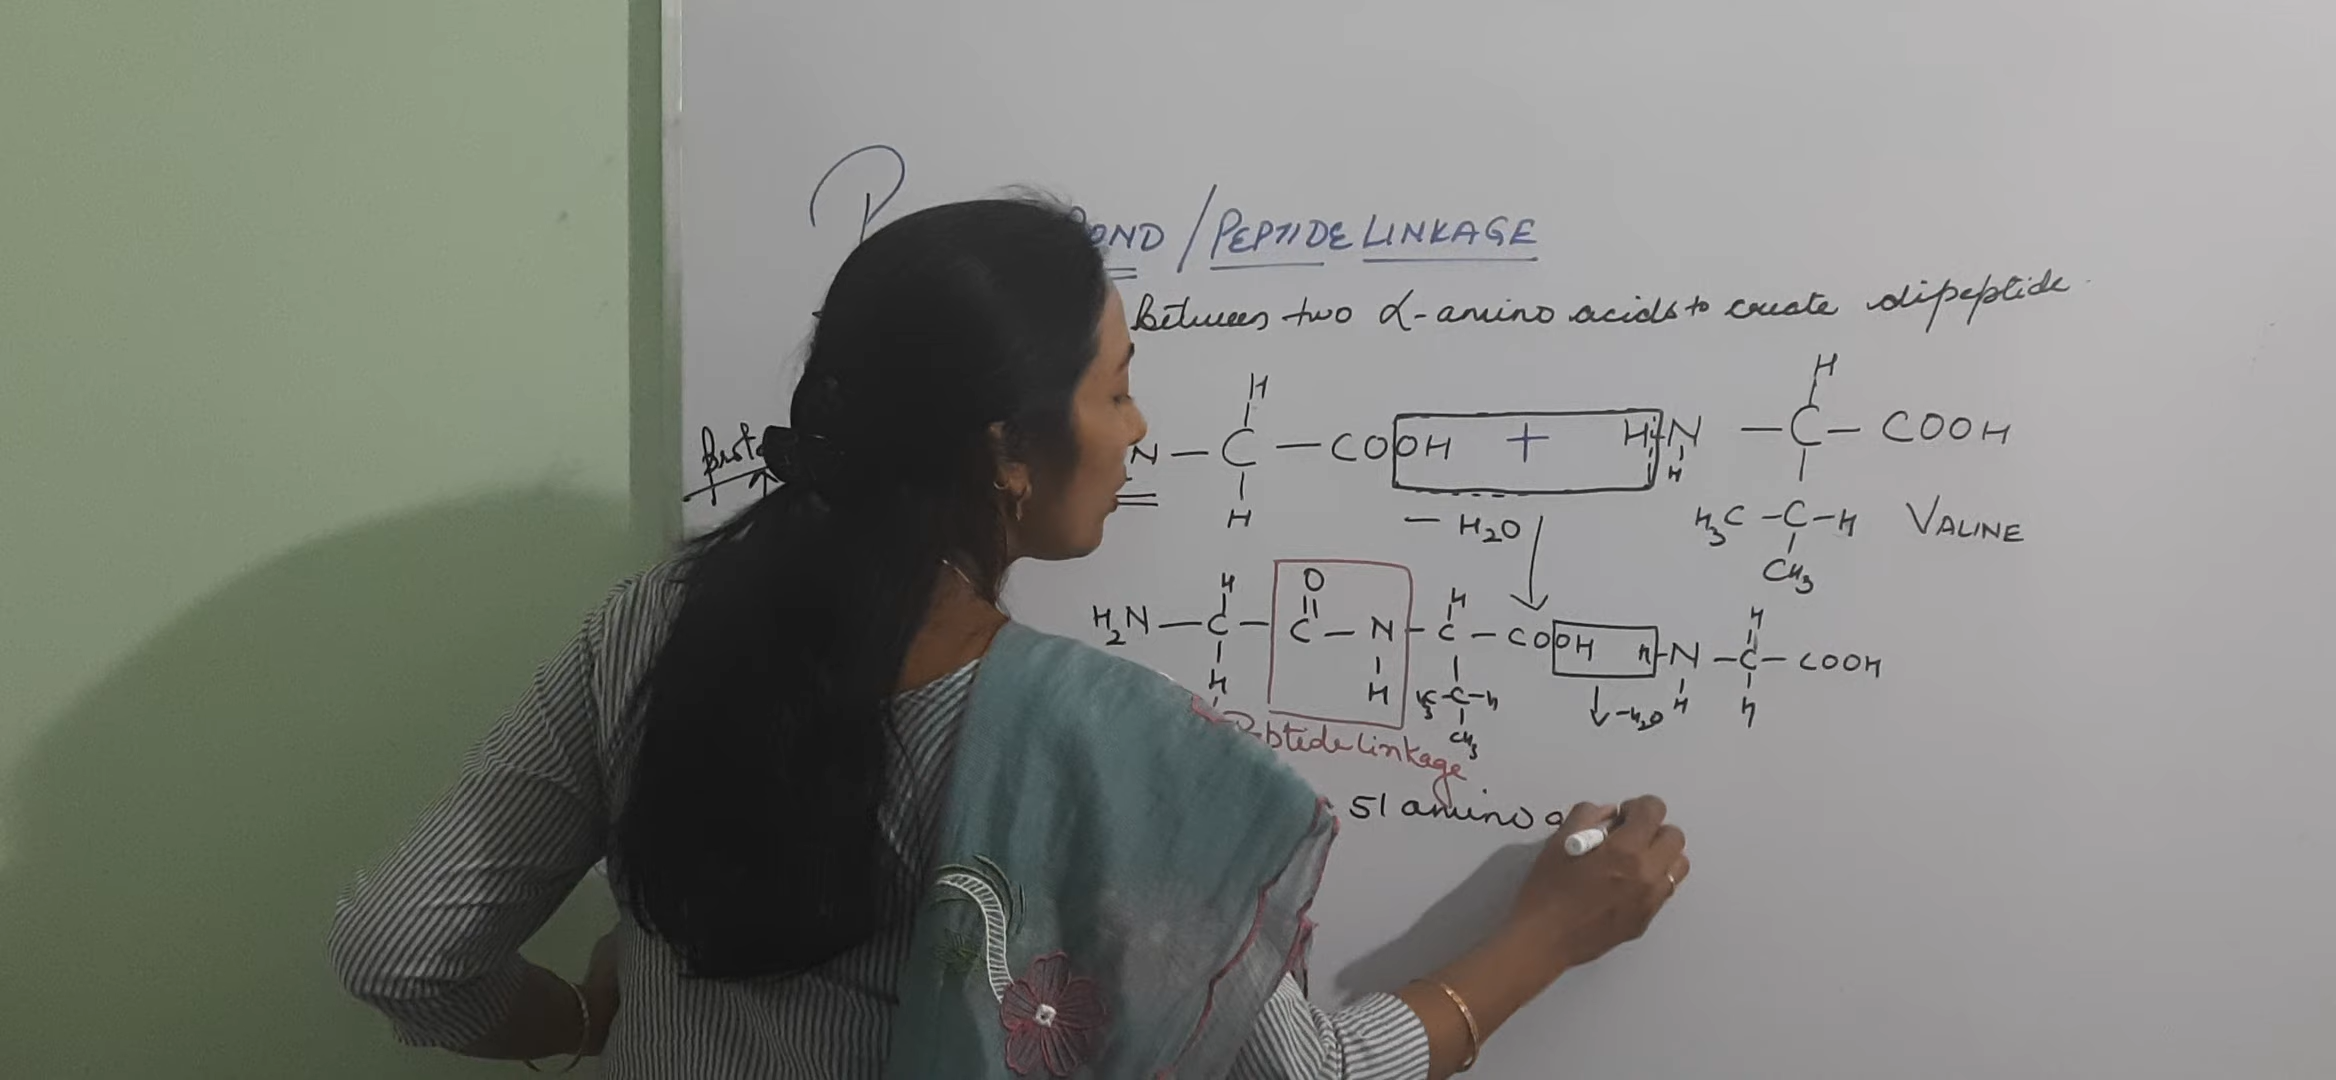 BOND / PEPTIDE LINKAGE
Between two α-amino acids to create dipeptide.
H H
N — C — COOH + H-N — C — COOH
H H
H₃C - C - H VALINE
CH₃
— H₂O
H O H H
H₂N — C — C — N - C - COOH H-N - C - COOH
H H H₃C - C - H H H
CH₃
-H₂O
Peptide linkage
51 amino